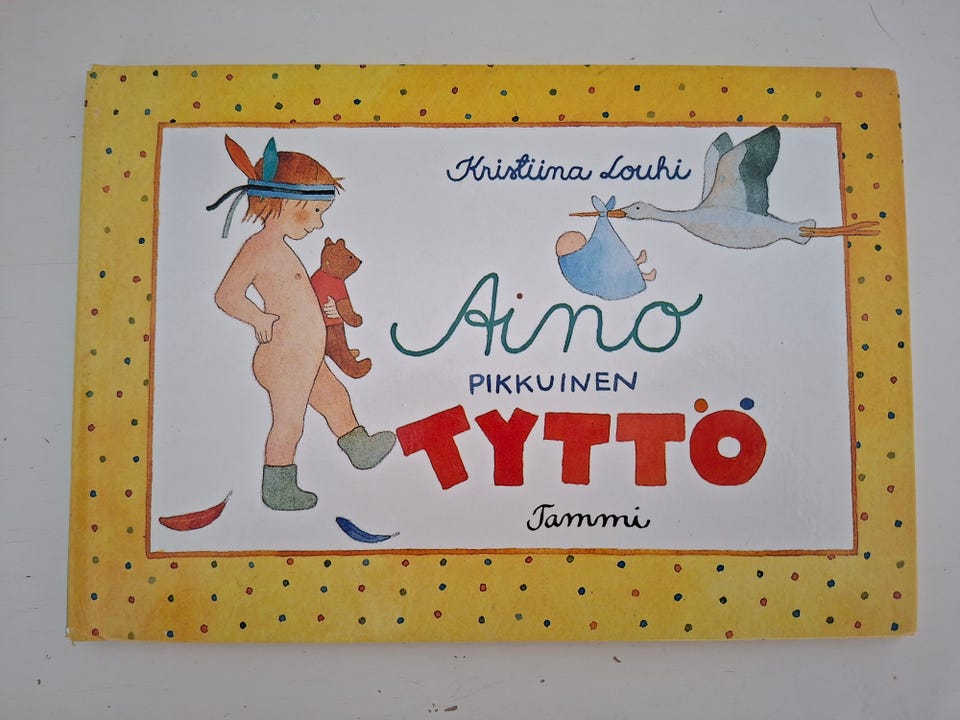 Kristiina Louhi
Aino
PIKKUINEN
TYTTÖ
Tammi